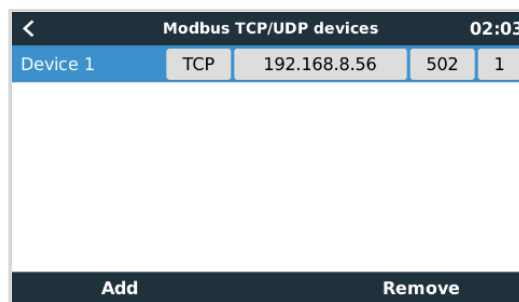 Modbus TCP/UDP devices 02:03
Device 1 TCP 192.168.8.56 502 1
Add Remove